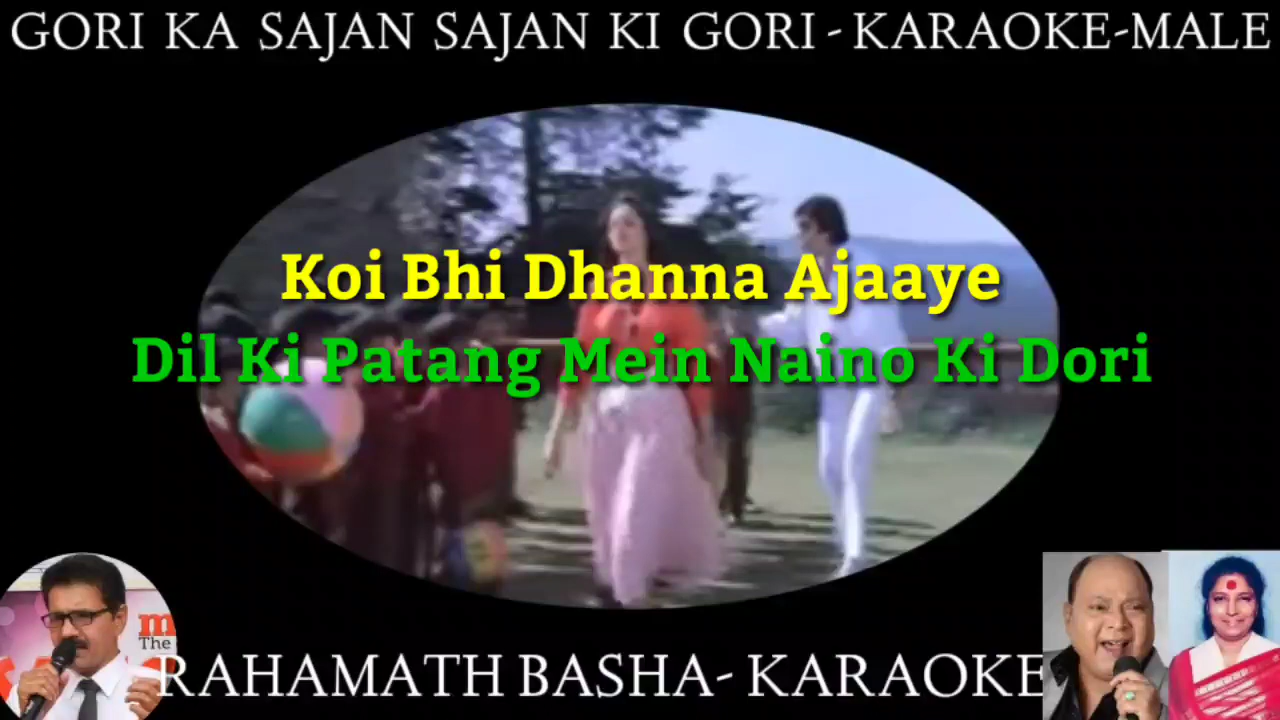 GORI KA SAJAN SAJAN KI GORI - KARAOKE-MALE
Koi Bhi Dhanna Ajaaye
Dil Ki Patang Mein Naino Ki Dori
m
The
RAHAMATH BASHA- KARAOKE